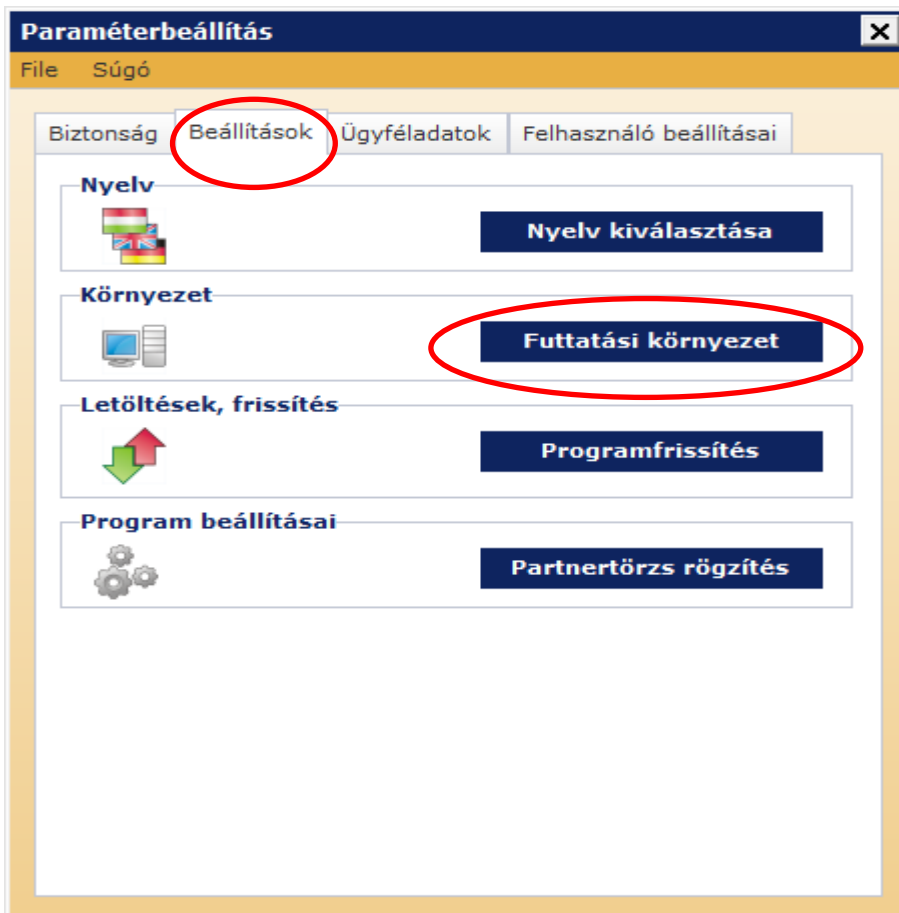 Paraméterbeállítás
File Súgó
Biztonság Beállítások Ügyféladatok Felhasználó beállításai
Nyelv
Nyelv kiválasztása
Környezet
Futtatási környezet
Letöltések, frissítés
Programfrissítés
Program beállításai
Partnertörzs rögzítés